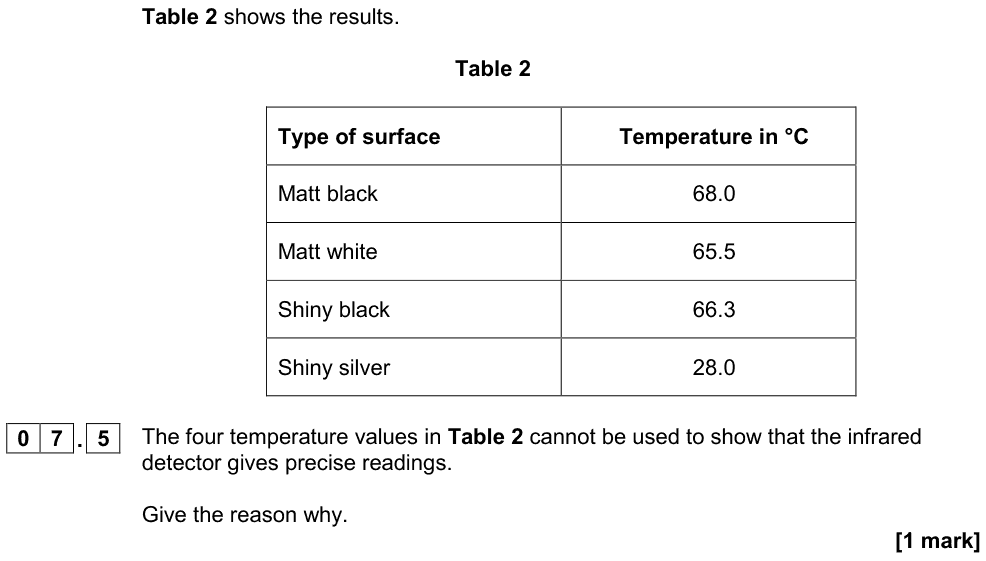 Table 2 shows the results.
Table 2
Type of surface Temperature in °C
Matt black 68.0
Matt white 65.5
Shiny black 66.3
Shiny silver 28.0
0 7 . 5 The four temperature values in Table 2 cannot be used to show that the infrared
detector gives precise readings.
Give the reason why.
[1 mark]